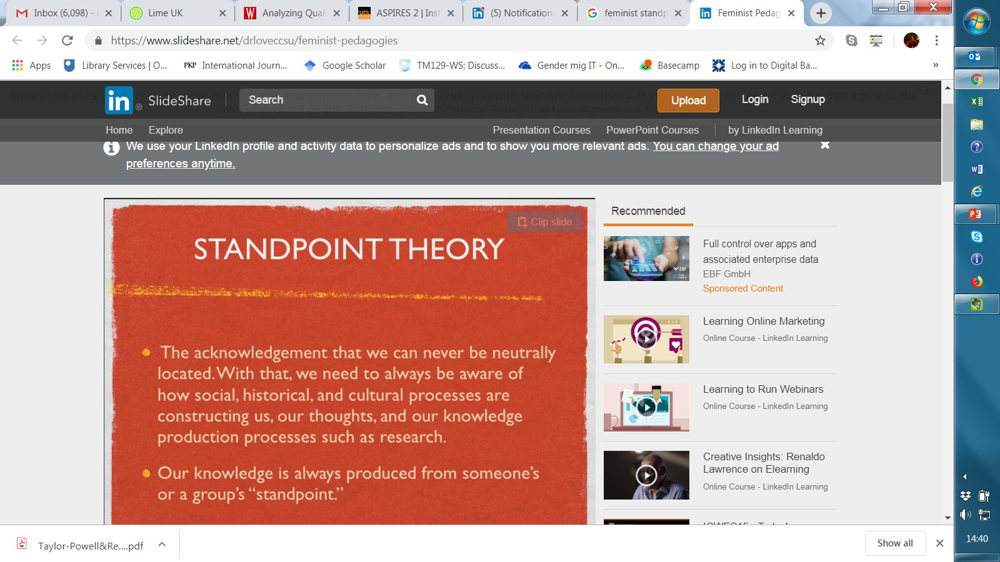 Inbox (6,098) -
Lime UK
Analyzing Quali
ASPIRES 2 | Inst
(5) Notifications
feminist standp
Feminist Pedag
https://www.slideshare.net/drloveccsu/feminist-pedagogies
Apps
Library Services | O...
PKP International Journ...
Google Scholar
TM129-WS: Discuss...
Gender mig IT - On...
Basecamp
Log in to Digital Ba...
»
in SlideShare
Search
Upload
Login
Signup
Home
Explore
Presentation Courses
PowerPoint Courses
by LinkedIn Learning
We use your LinkedIn profile and activity data to personalize ads and to show you more relevant ads. You can change your ad
preferences anytime.
Clip slide
STANDPOINT THEORY
The acknowledgement that we can never be neutrally
located. With that, we need to always be aware of
how social, historical, and cultural processes are
constructing us, our thoughts, and our knowledge
production processes such as research.
Our knowledge is always produced from someone's
or a group's “standpoint.”
Recommended
Full control over apps and
associated enterprise data
EBF GmbH
Sponsored Content
Learning Online Marketing
Online Course - LinkedIn Learning
Learning to Run Webinars
Online Course - LinkedIn Learning
Creative Insights: Renaldo
Lawrence on Elearning
Online Course - LinkedIn Learning
Taylor-Powell&Re....pdf
Show all
14:40